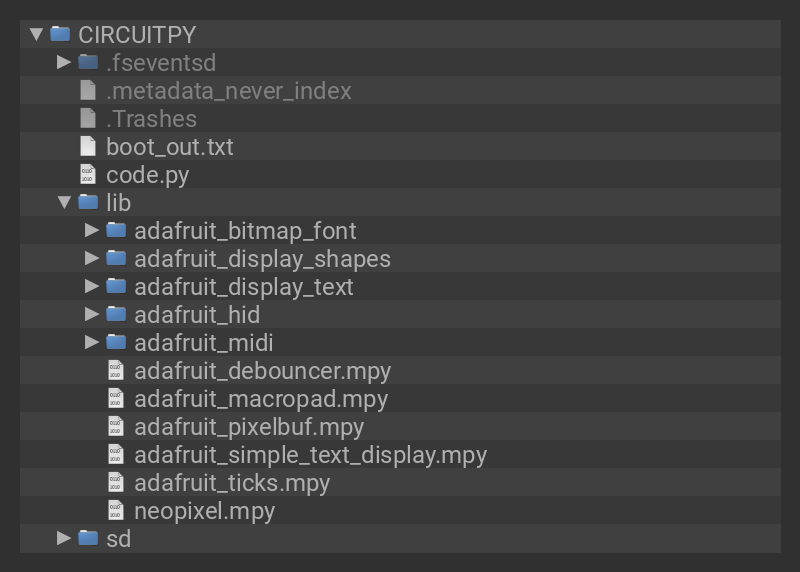 CIRCUITPY
.fseventsd
.metadata_never_index
.Trashes
boot_out.txt
code.py
lib
adafruit_bitmap_font
adafruit_display_shapes
adafruit_display_text
adafruit_hid
adafruit_midi
adafruit_debouncer.mpy
adafruit_macropad.mpy
adafruit_pixelbuf.mpy
adafruit_simple_text_display.mpy
adafruit_ticks.mpy
neopixel.mpy
sd